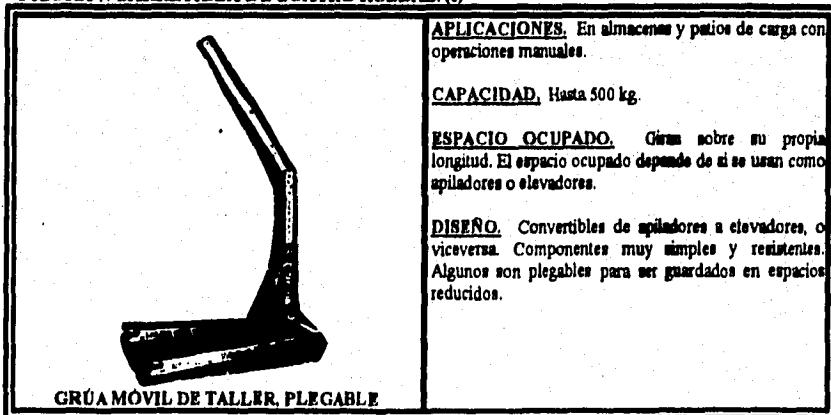 APLICACIONES. En almacenes y patios de carga con
operaciones manuales.
CAPACIDAD, Hasta 500 kg.
ESPACIO OCUPADO. Giran sobre su propia
longitud. El espacio ocupado depende de si se usan como
apiladores o elevadores.
DISEÑO. Convertibles de apiladores a elevadores, o
viceversa. Componentes muy simples y resistentes.
Algunos son plegables para ser guardados en espacios
reducidos.
GRÚA MÓVIL DE TALLER, PLEGABLE